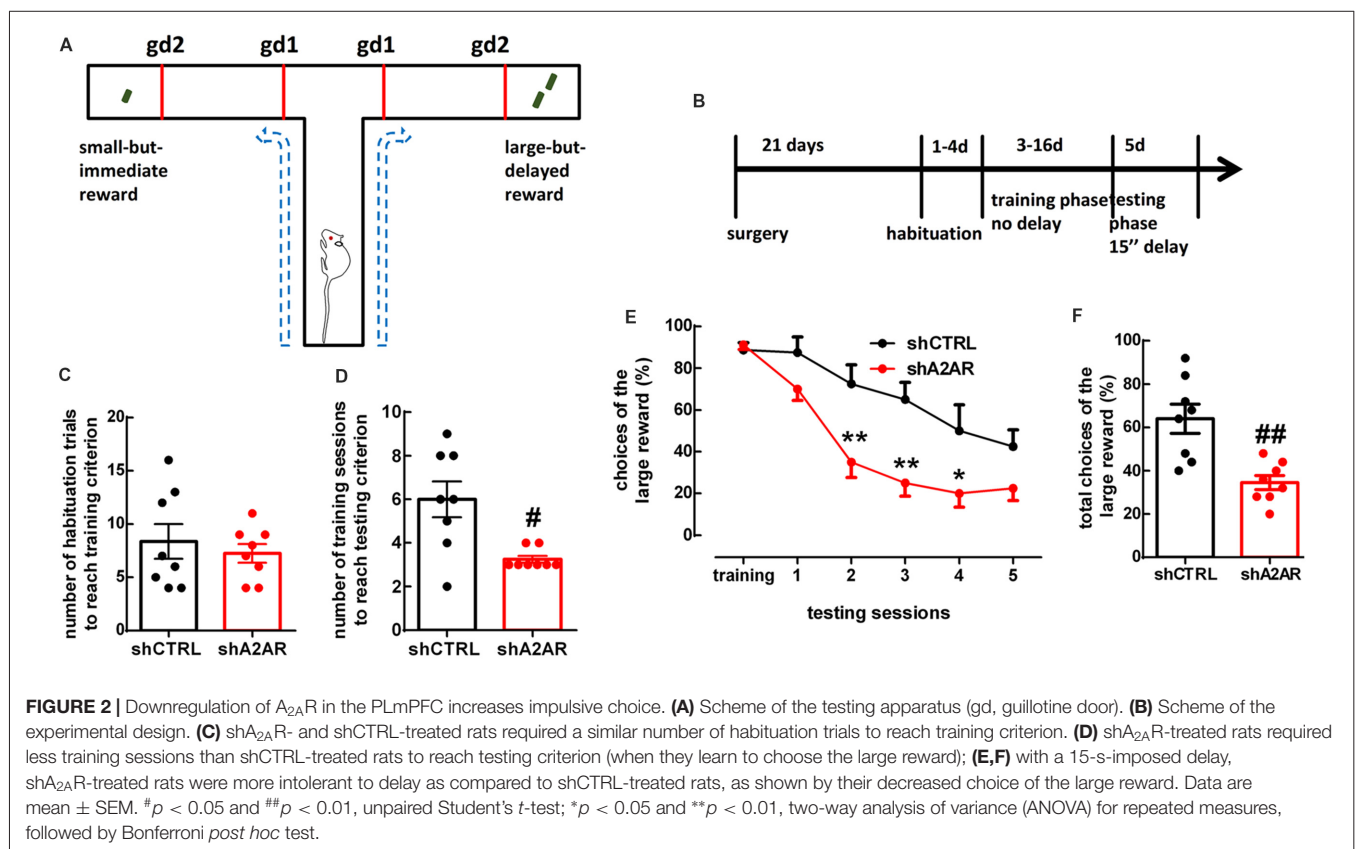 A
gd2 gd1 gd1 gd2
small-but-
immediate
reward
large-but-
delayed
reward
B
21 days 1-4d 3-16d 5d
surgery
habituation
training phase
no delay
testing
phase
15’’ delay
C
number of habituation trials
to reach training criterion
20
15
10
5
0
shCTRL shA2AR
D
number of training sessions
to reach testing criterion
10
8
6
4
2
0
#
shCTRL shA2AR
E
choices of the
large reward (%)
100
80
60
40
20
0
shCTRL
shA2AR
** ** *
training 1 2 3 4 5
testing sessions
F
total choices of the
large reward (%)
100
80
60
40
20
0
##
shCTRL shA2AR
FIGURE 2 | Downregulation of A2AR in the PLmPFC increases impulsive choice. (A) Scheme of the testing apparatus (gd, guillotine door). (B) Scheme of the
experimental design. (C) shA2AR- and shCTRL-treated rats required a similar number of habituation trials to reach training criterion. (D) shA2AR-treated rats required
less training sessions than shCTRL-treated rats to reach testing criterion (when they learn to choose the large reward); (E,F) with a 15-s-imposed delay,
shA2AR-treated rats were more intolerant to delay as compared to shCTRL-treated rats, as shown by their decreased choice of the large reward. Data are
mean ± SEM. #p < 0.05 and ##p < 0.01, unpaired Student's t-test; *p < 0.05 and **p < 0.01, two-way analysis of variance (ANOVA) for repeated measures,
followed by Bonferroni post hoc test.